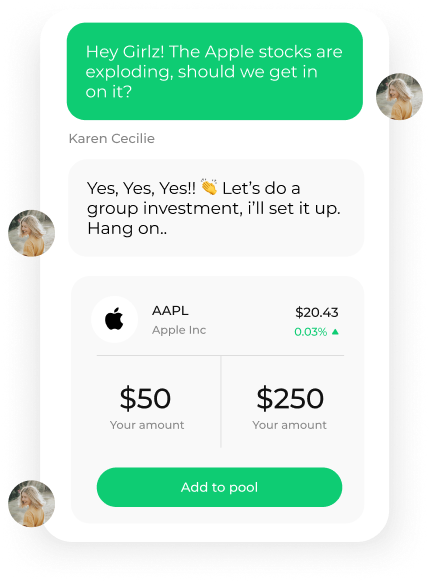 Hey Girlz! The Apple stocks are
exploding, should we get in
on it?
Karen Cecilie
Yes, Yes, Yes!! 👏 Let's do a
group investment, i'll set it up.
Hang on..
AAPL
$20.43
Apple Inc
0.03% ▲
$50
$250
Your amount
Your amount
Add to pool